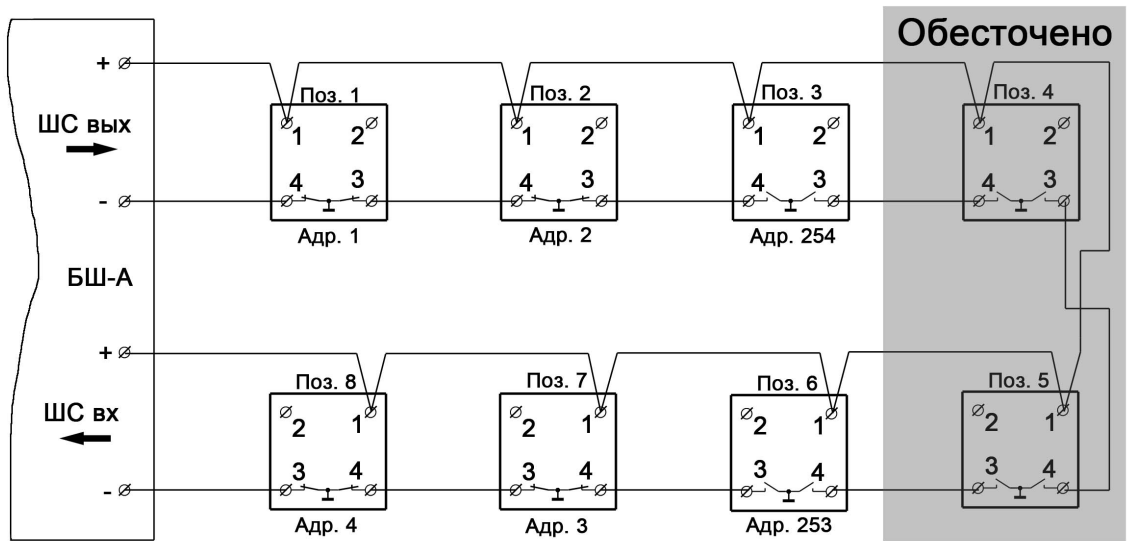 Обесточено
+
ШС вых
-
Поз. 1
1 2
4 3
Адр. 1
Поз. 2
1 2
4 3
Адр. 2
Поз. 3
1 2
4 3
Адр. 254
Поз. 4
1 2
4 3
БШ-А
+
ШС вх
-
Поз. 8
2 1
3 4
Адр. 4
Поз. 7
2 1
3 4
Адр. 3
Поз. 6
2 1
3 4
Адр. 253
Поз. 5
2 1
3 4